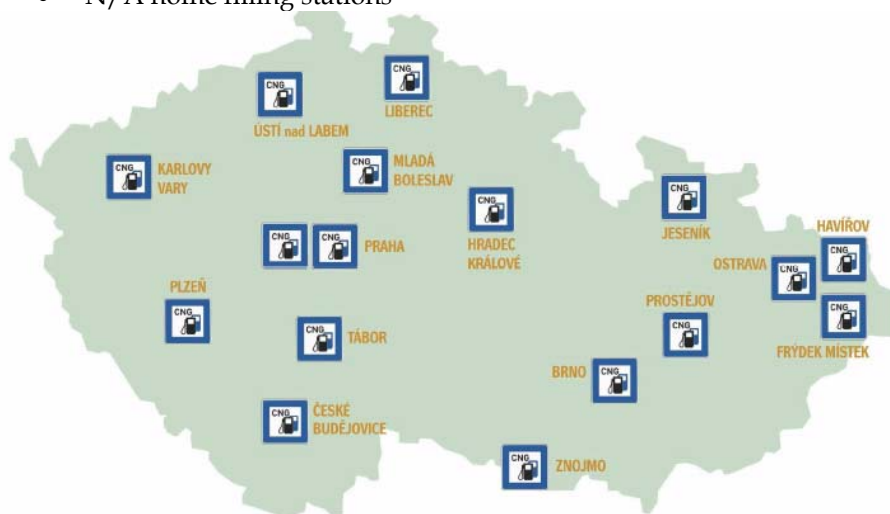 N/A home filling stations
CNG
LIBEREC
CNG
ÚSTÍ nad LABEM
CNG
KARLOVY
VARY
CNG
MLADÁ
BOLESLAV
CNG
HRADEC
KRÁLOVÉ
CNG
JESENÍK
CNG
CNG
PRAHA
HAVÍŘOV
CNG
OSTRAVA
CNG
PLZEŇ
CNG
CNG
TÁBOR
PROSTĚJOV
CNG
CNG
FRÝDEK MÍSTEK
BRNO
CNG
CNG
ČESKÉ
BUDĚJOVICE
CNG
ZNOJMO